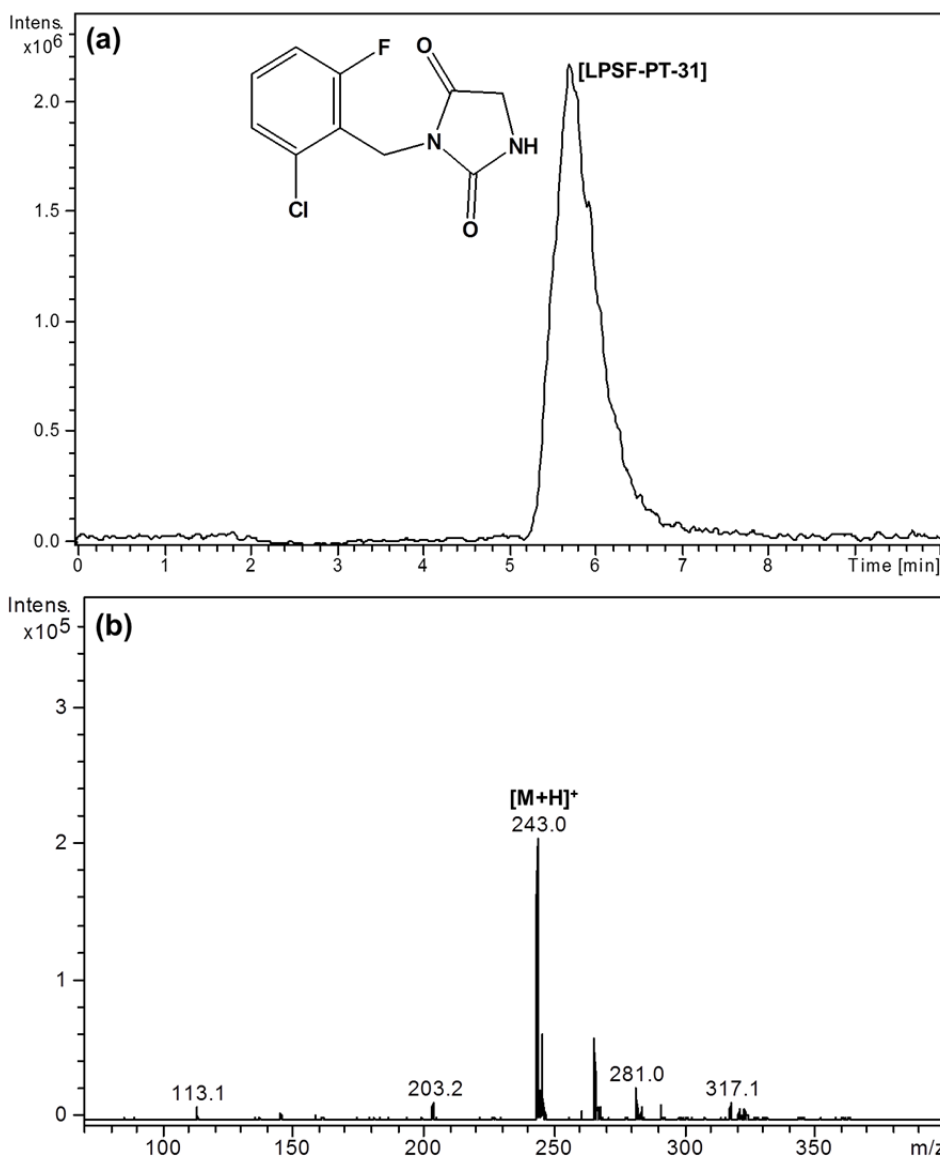 Intens.
x10^6
(a)
O
F
[LPSF-PT-31]
2.0
N
NH
Cl
O
1.5
1.0
0.5
0.0
0 1 2 3 4 5 6 7 8 Time [min]
Intens.
x10^5
(b)
3
[M+H]+
243.0
2
1
113.1
203.2
281.0
317.1
0
100 150 200 250 300 350 m/z